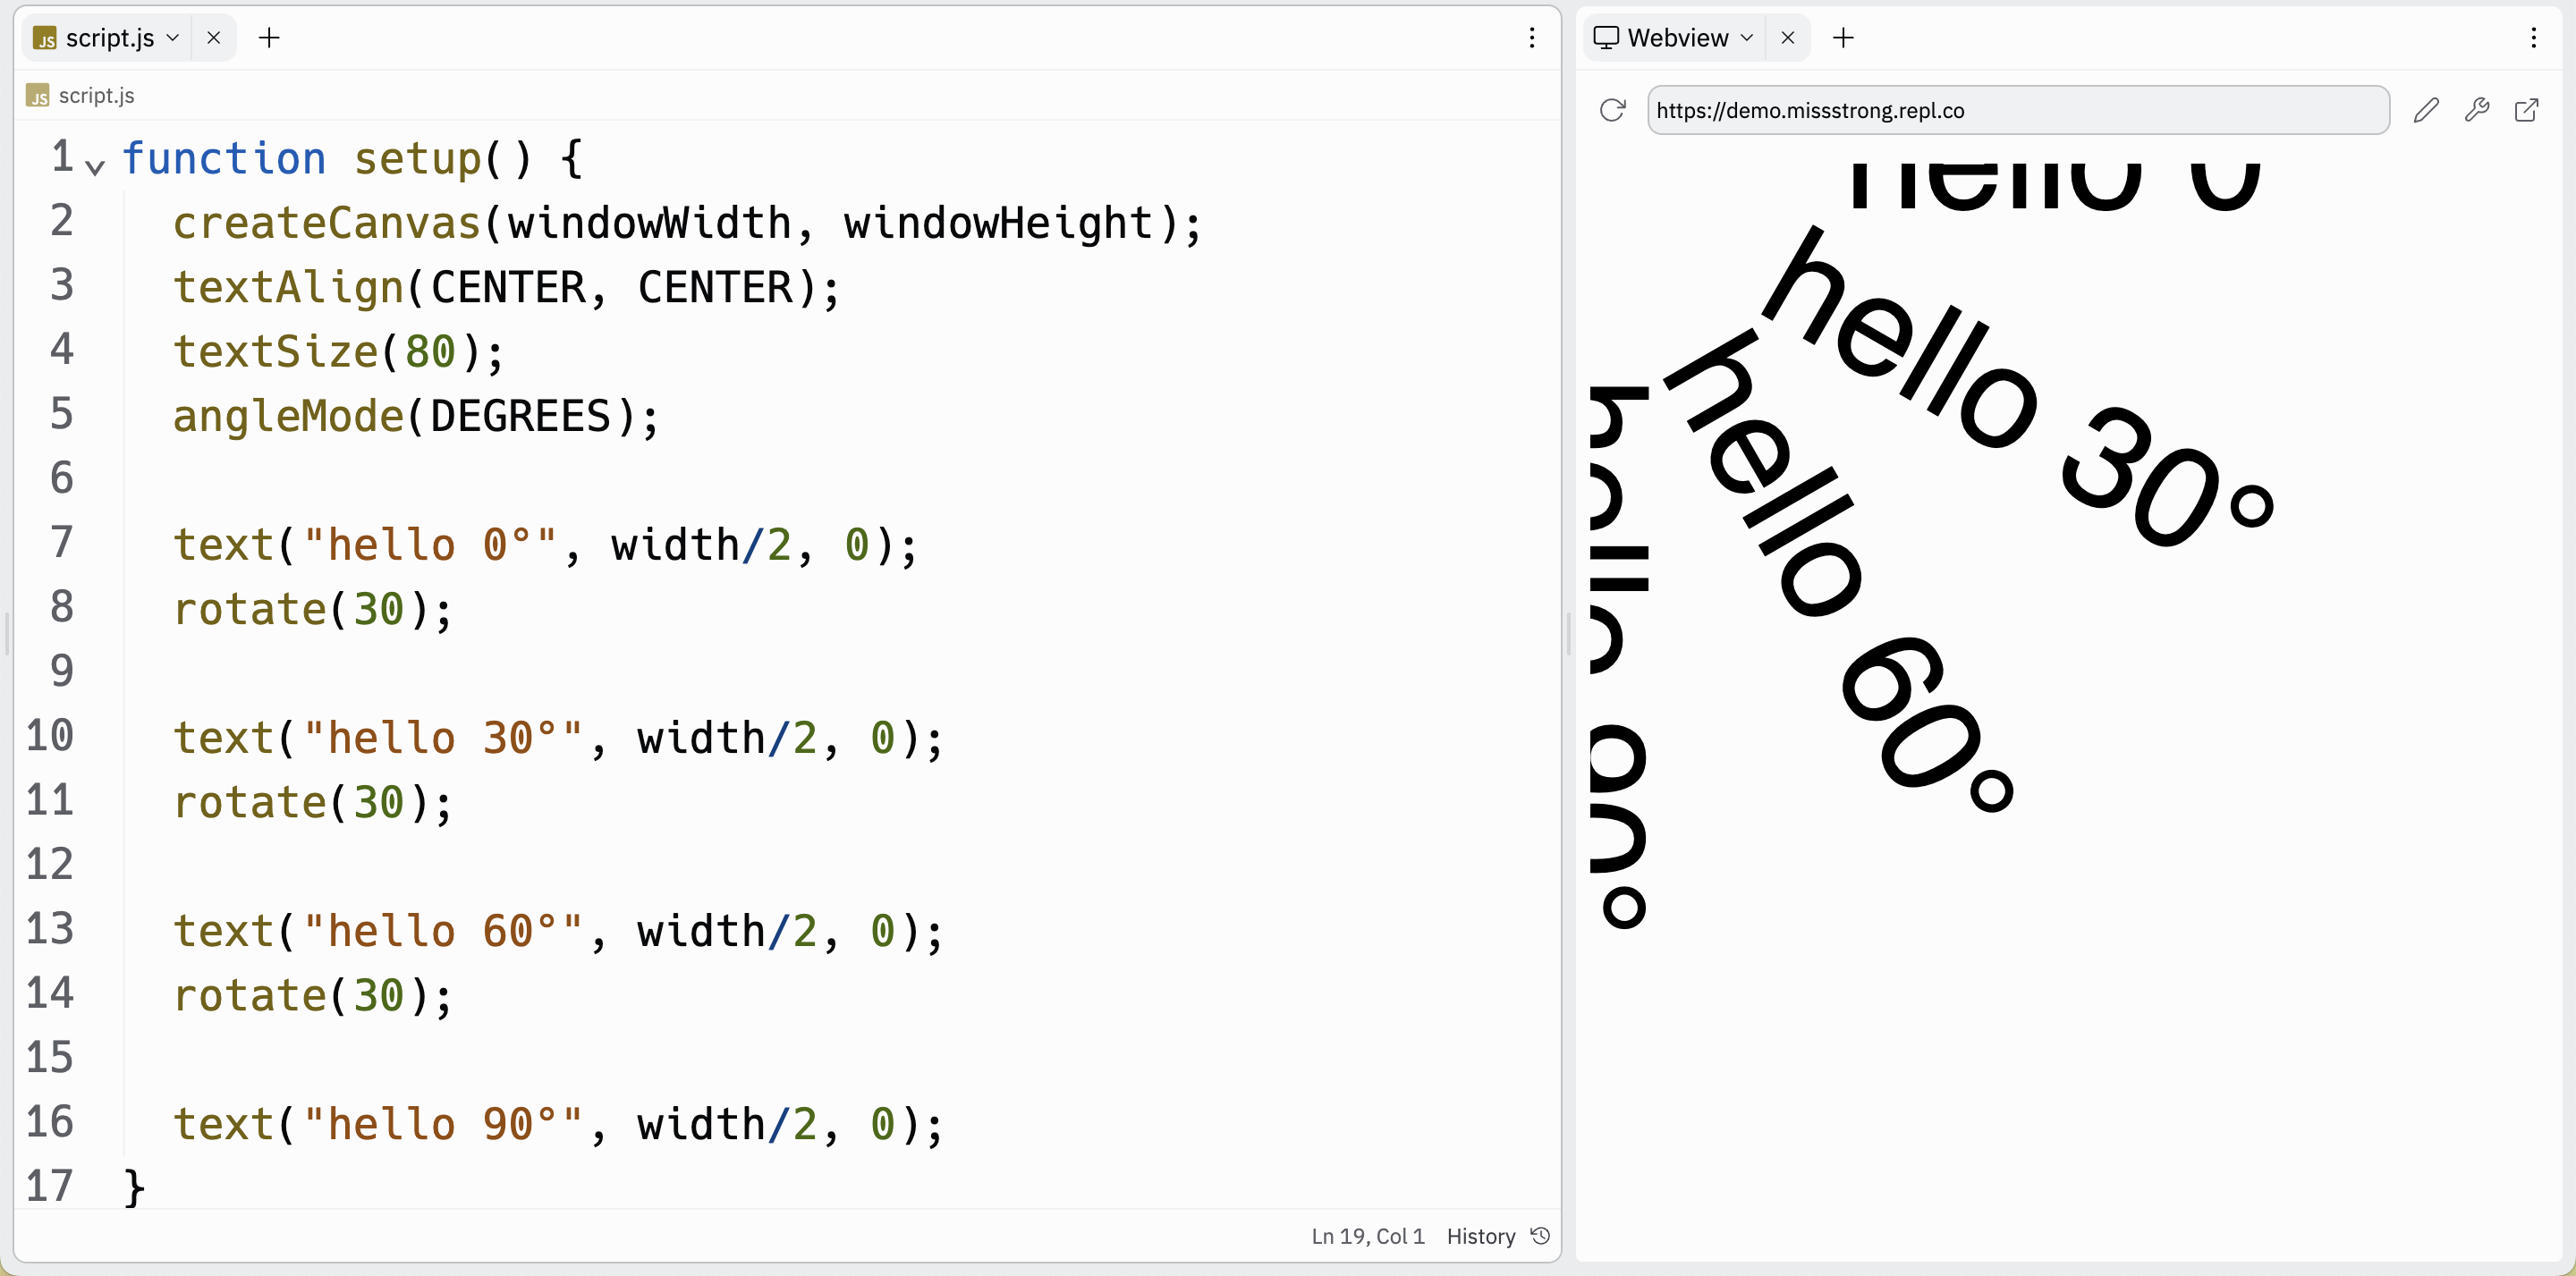 JS script.js
JS script.js
1 function setup() {
2 createCanvas(windowWidth, windowHeight);
3 textAlign(CENTER, CENTER);
4 textSize(80);
5 angleMode(DEGREES);
6
7 text("hello 0°", width/2, 0);
8 rotate(30);
9
10 text("hello 30°", width/2, 0);
11 rotate(30);
12
13 text("hello 60°", width/2, 0);
14 rotate(30);
15
16 text("hello 90°", width/2, 0);
17 }
Ln 19, Col 1 History
Webview
https://demo.missstrong.repl.co
hello 0
hello 30°
hello 60°
hello 90°